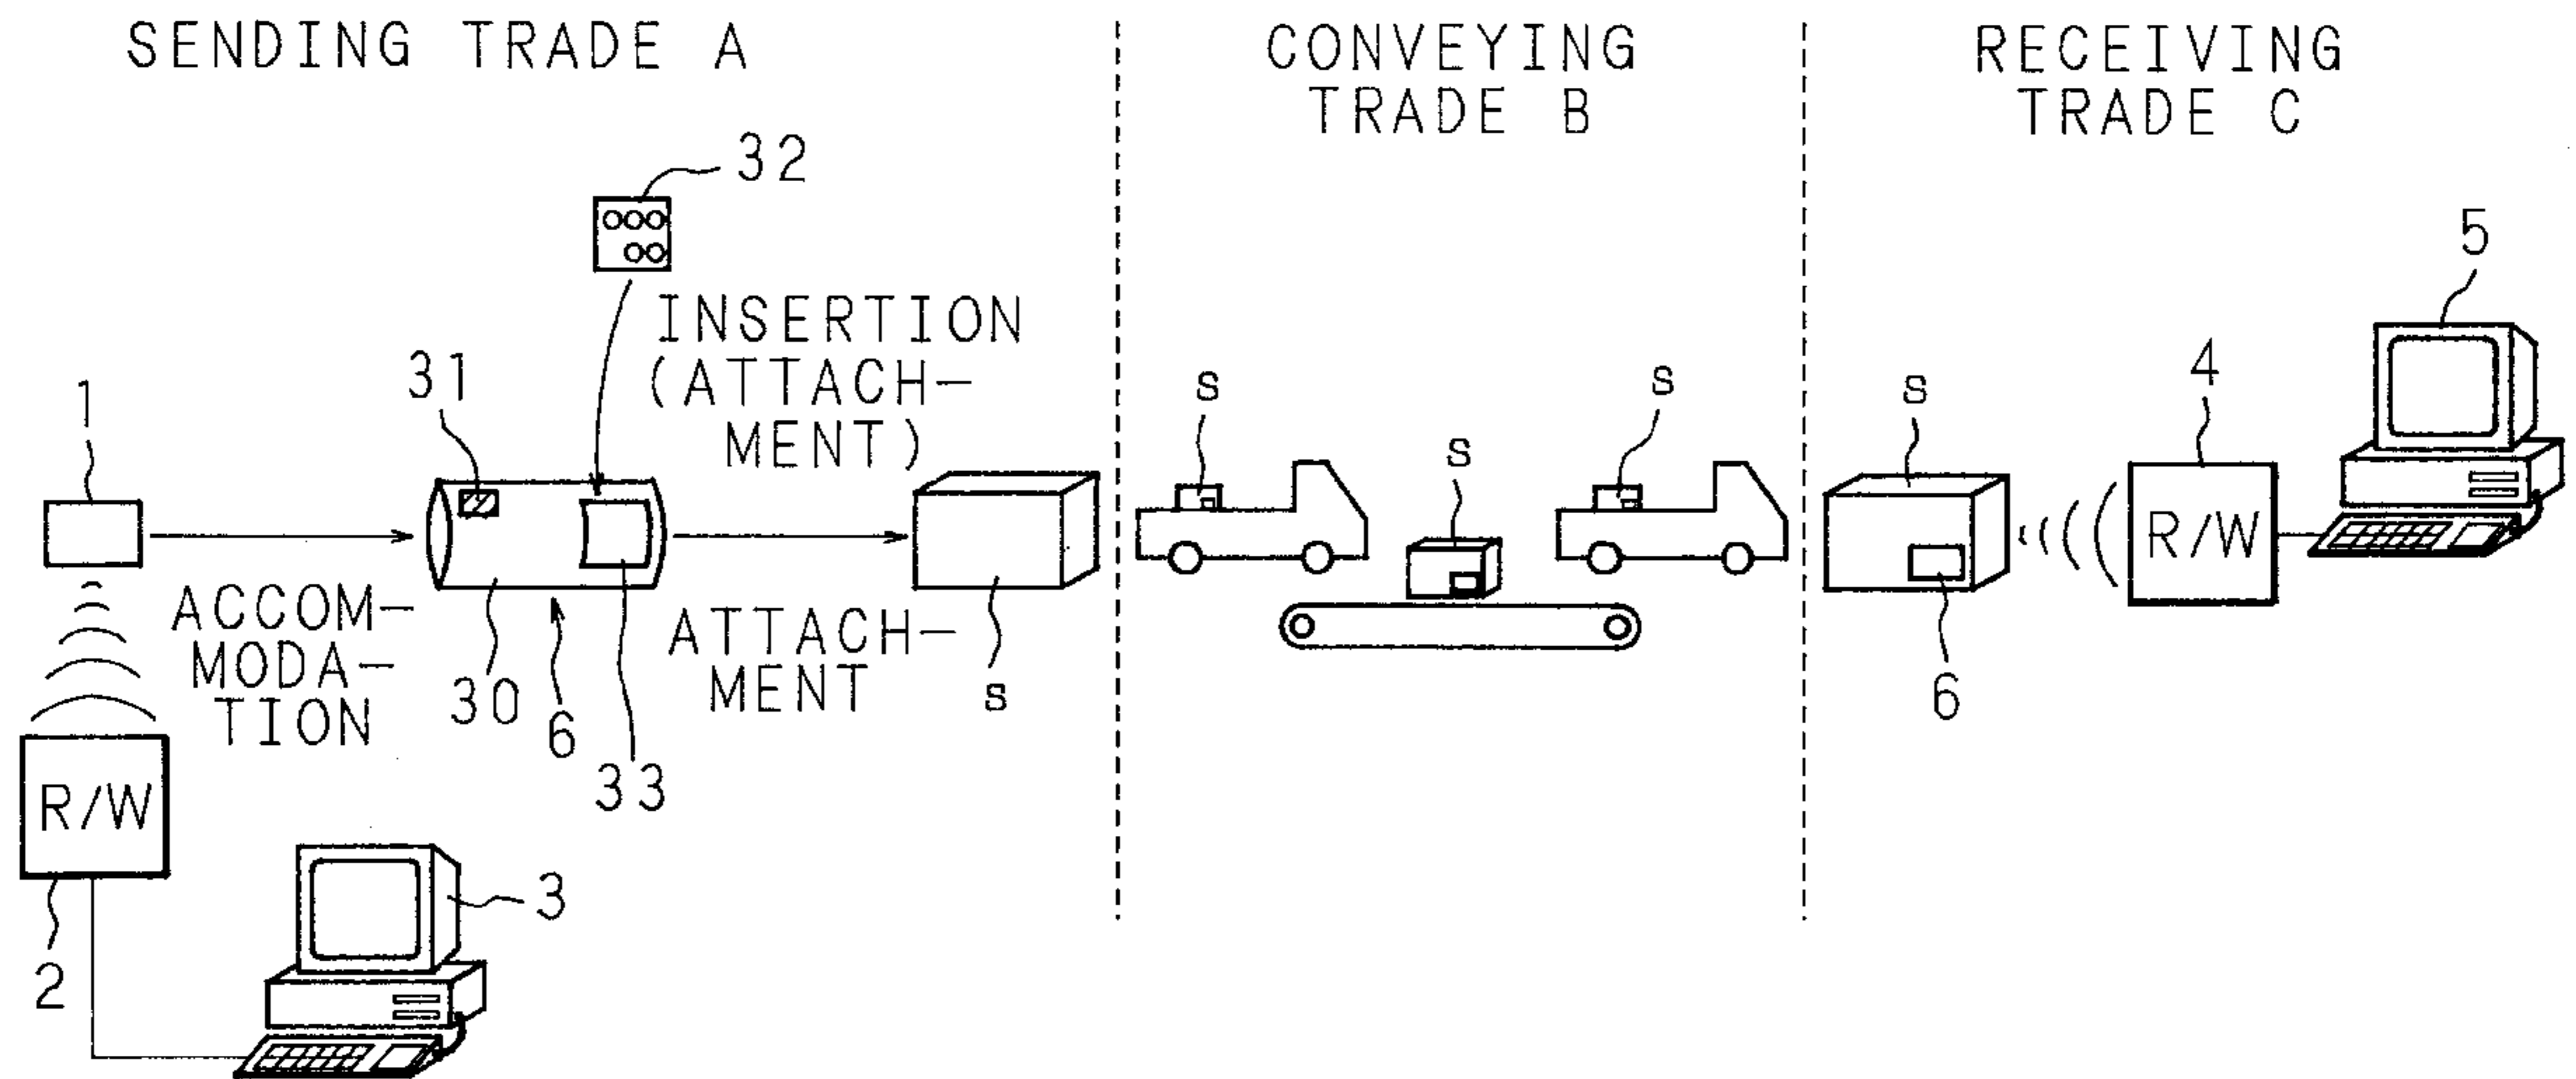 SENDING TRADE A
CONVEYING
TRADE B
RECEIVING
TRADE C
32
INSERTION
(ATTACH-
MENT)
31
1
ACCOM-
MODA-
TION
30
6
33
ATTACH-
MENT
s
R/W
2
3
s
s
s
s
6
4
R/W
5